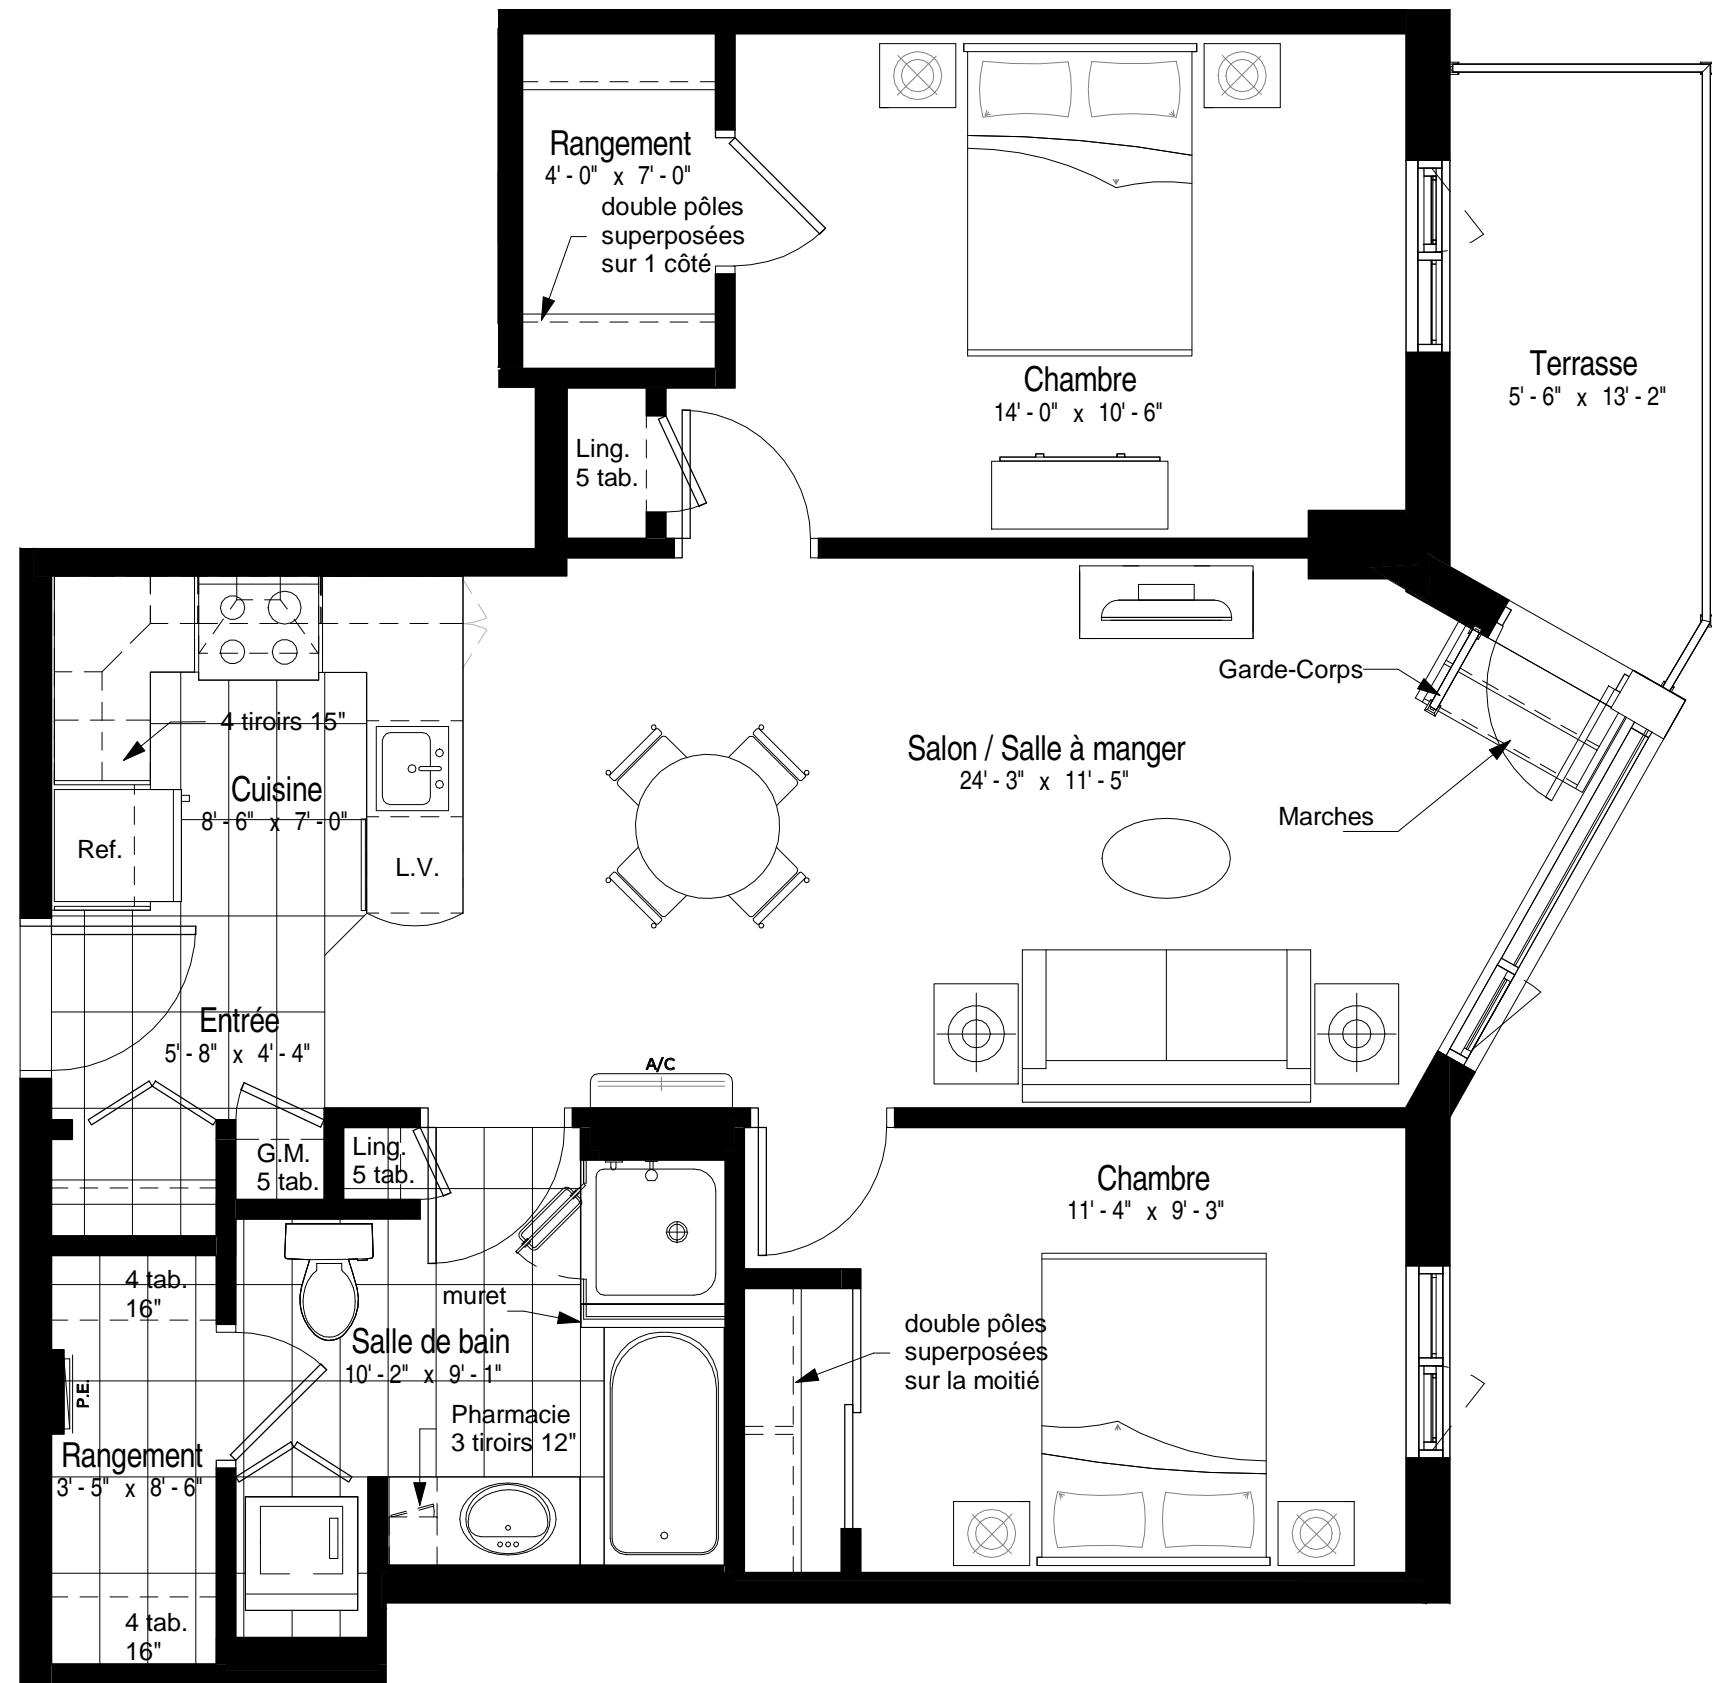 Rangement
4' - 0" x 7' - 0"
double pôles
superposées
sur 1 côté
Chambre
14' - 0" x 10' - 6"
Terrasse
5' - 6" x 13' - 2"
Ling.
5 tab.
Garde-Corps
4 tiroirs 15"
Cuisine
8' - 6" x 7' - 0"
Salon / Salle à manger
24' - 3" x 11' - 5"
Marches
Ref.
L.V.
Entrée
5' - 8" x 4' - 4"
A/C
G.M.
5 tab.
Ling.
5 tab.
Chambre
11' - 4" x 9' - 3"
4 tab.
16"
muret
Salle de bain
10' - 2" x 9' - 1"
double pôles
superposées
sur la moitié
P.E.
Pharmacie
3 tiroirs 12"
Rangement
3' - 5" x 8' - 6"
4 tab.
16"